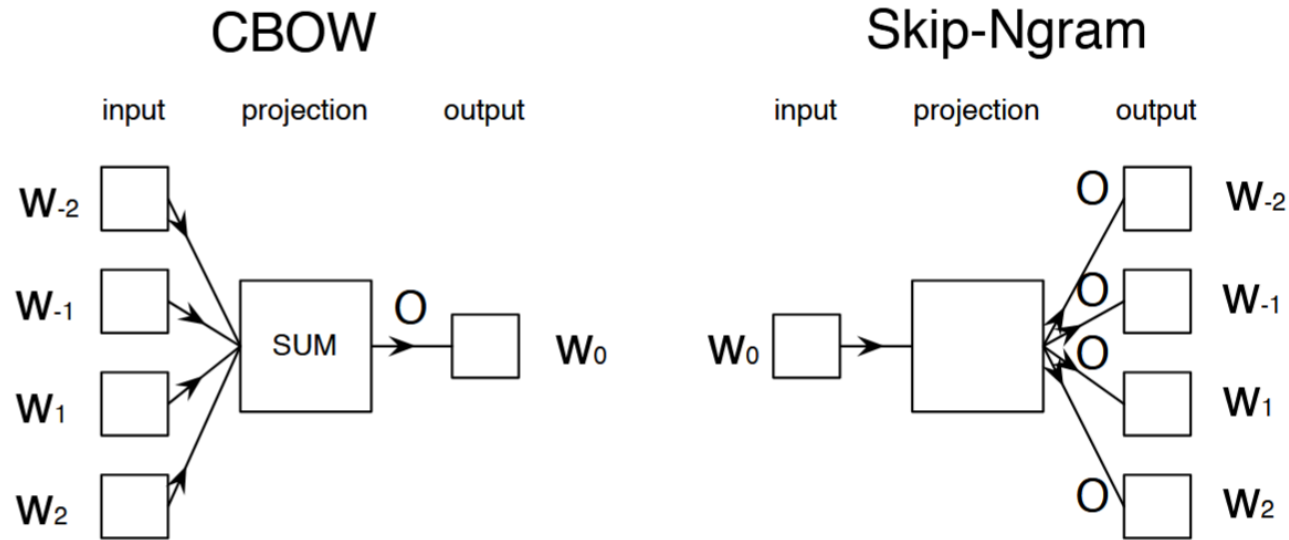 CBOW Skip-Ngram
input projection output input projection output
W-2 O W-2
W-1 O O W-1
SUM W0 W0 O
W1 W1
W2 O W2